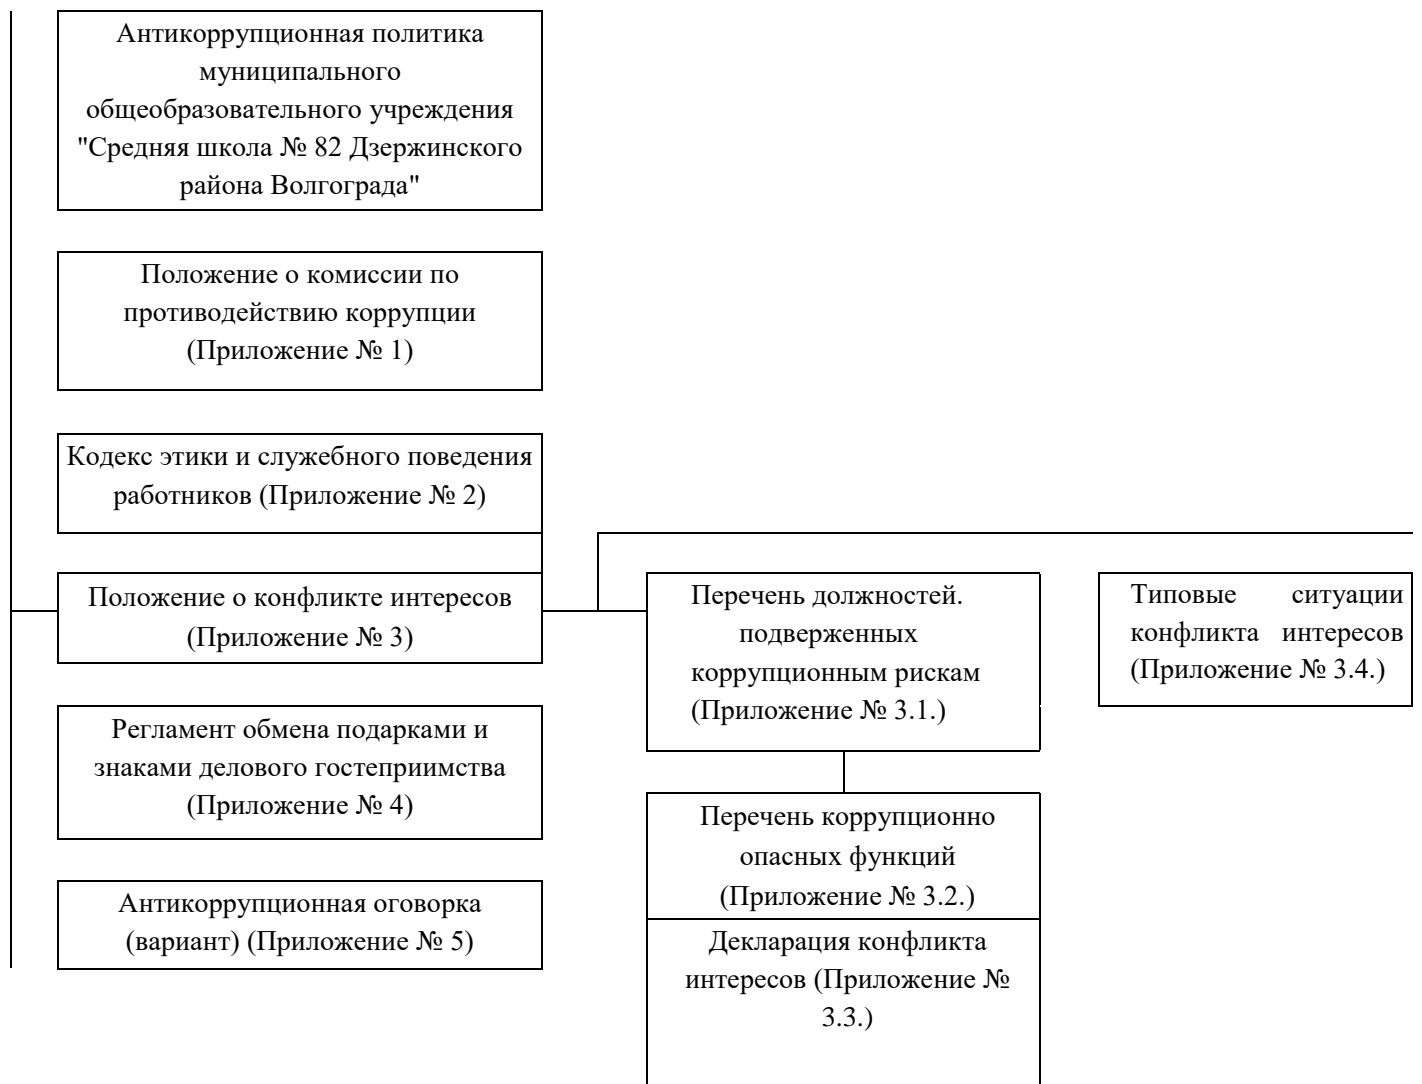 Антикоррупционная политика
муниципального
общеобразовательного учреждения
"Средняя школа № 82 Дзержинского
района Волгограда"
Положение о комиссии по
противодействию коррупции
(Приложение № 1)
Кодекс этики и служебного поведения
работников (Приложение № 2)
Положение о конфликте интересов
(Приложение № 3)
Регламент обмена подарками и
знаками делового гостеприимства
(Приложение № 4)
Антикоррупционная оговорка
(вариант) (Приложение № 5)
Перечень должностей.
подверженных
коррупционным рискам
(Приложение № 3.1.)
Перечень коррупционно
опасных функций
(Приложение № 3.2.)
Декларация конфликта
интересов (Приложение №
3.3.)
Типовые ситуации
конфликта интересов
(Приложение № 3.4.)